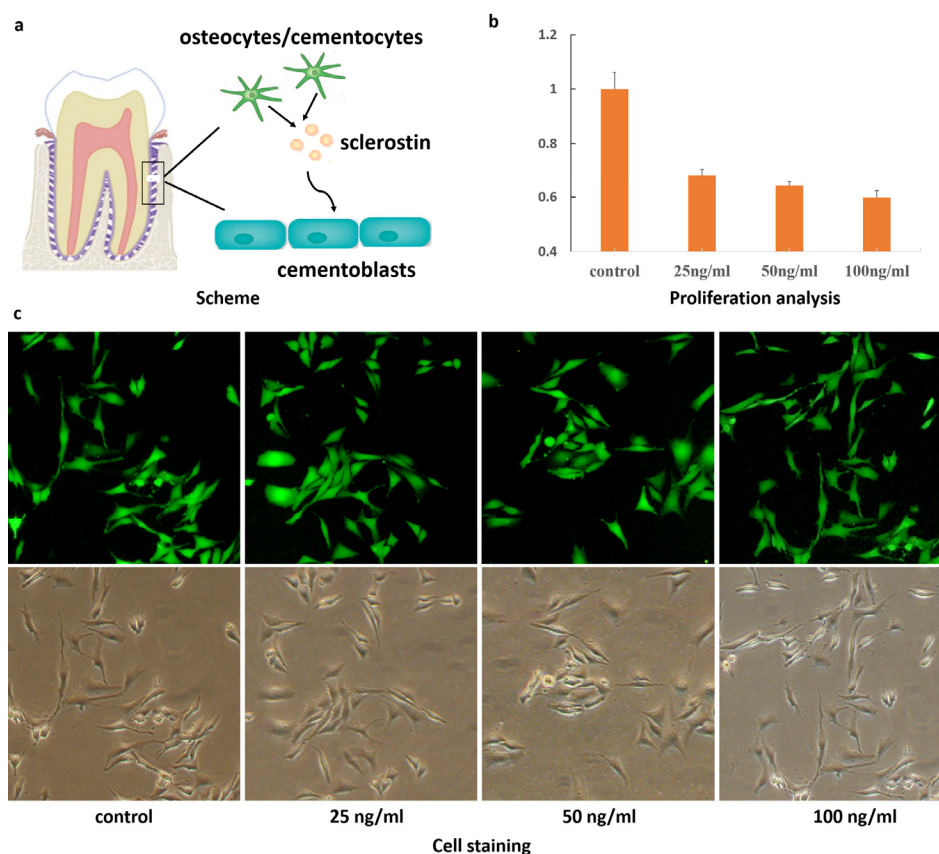 a
osteocytes/cementocytes
sclerostin
cementoblasts
Scheme
b
1.2
1
0.8
0.6
0.4
control 25ng/ml 50ng/ml 100ng/ml
Proliferation analysis
c
control 25 ng/ml 50 ng/ml 100 ng/ml
Cell staining